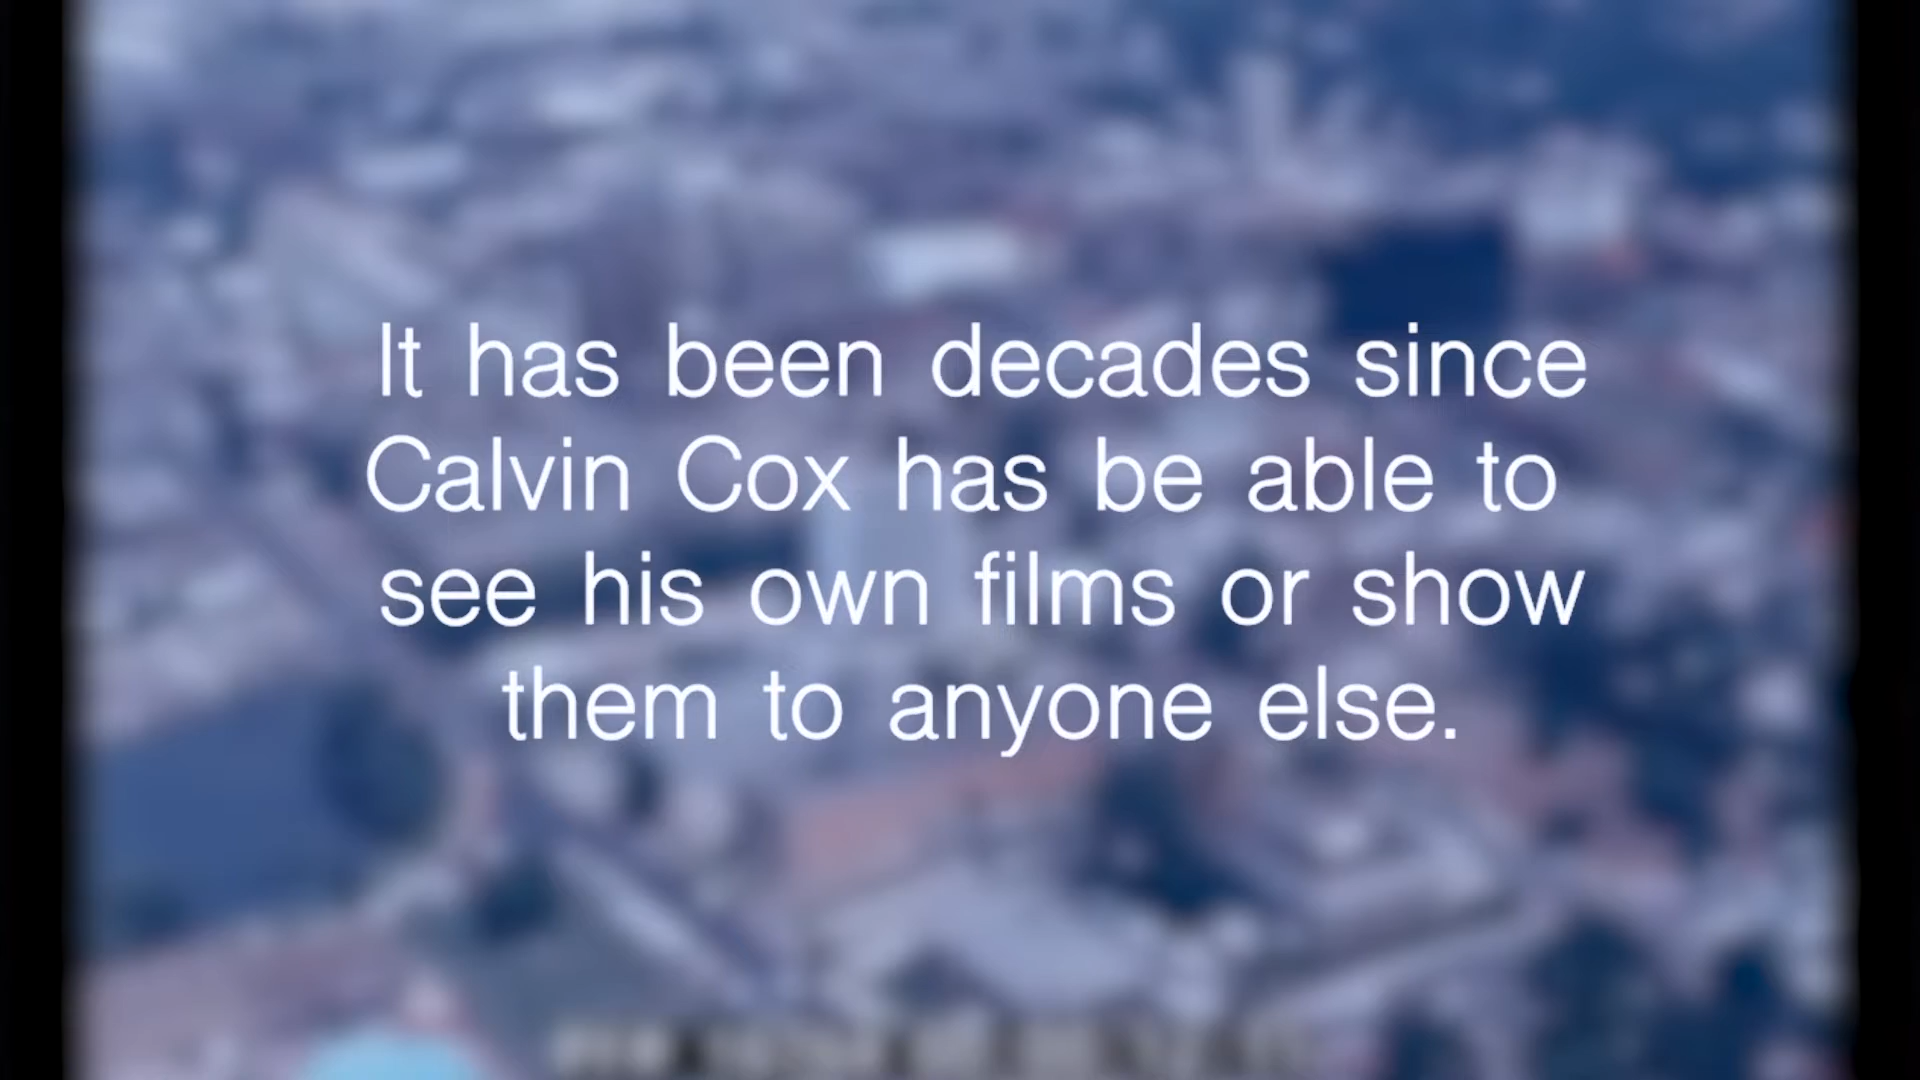 It has been decades since
Calvin Cox has be able to
see his own films or show
them to anyone else.